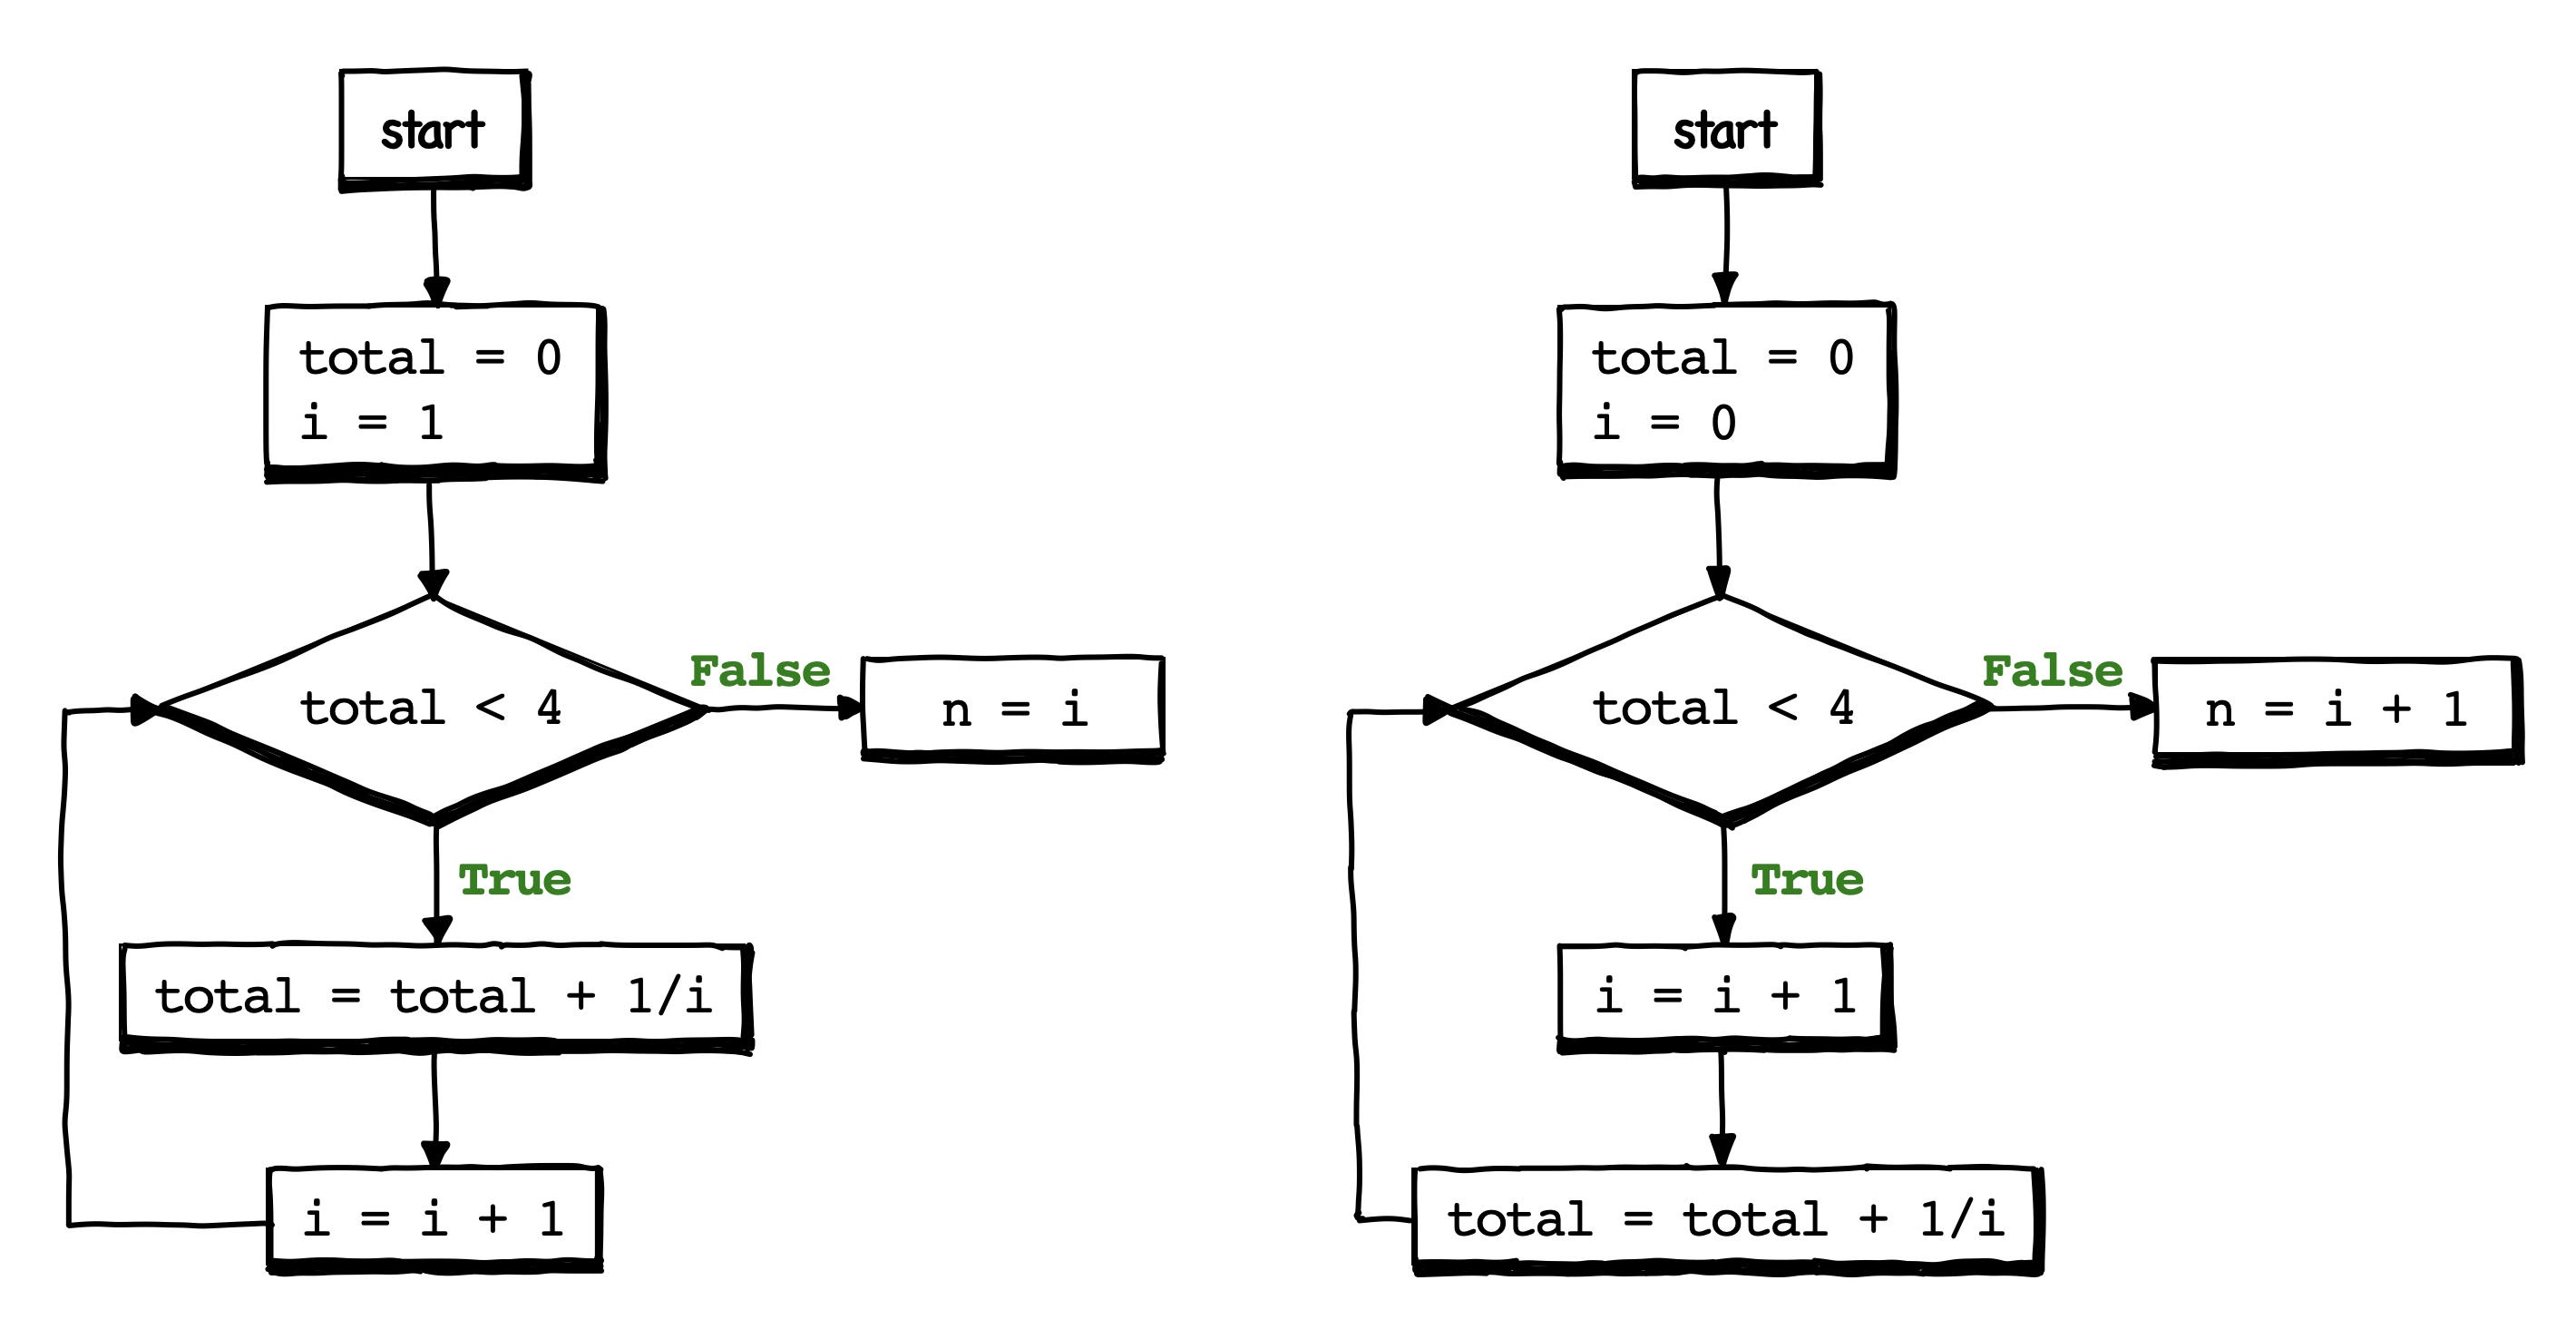 start
total = 0
i = 1
total < 4
False
n = i
True
total = total + 1/i
i = i + 1
start
total = 0
i = 0
total < 4
False
n = i + 1
True
i = i + 1
total = total + 1/i